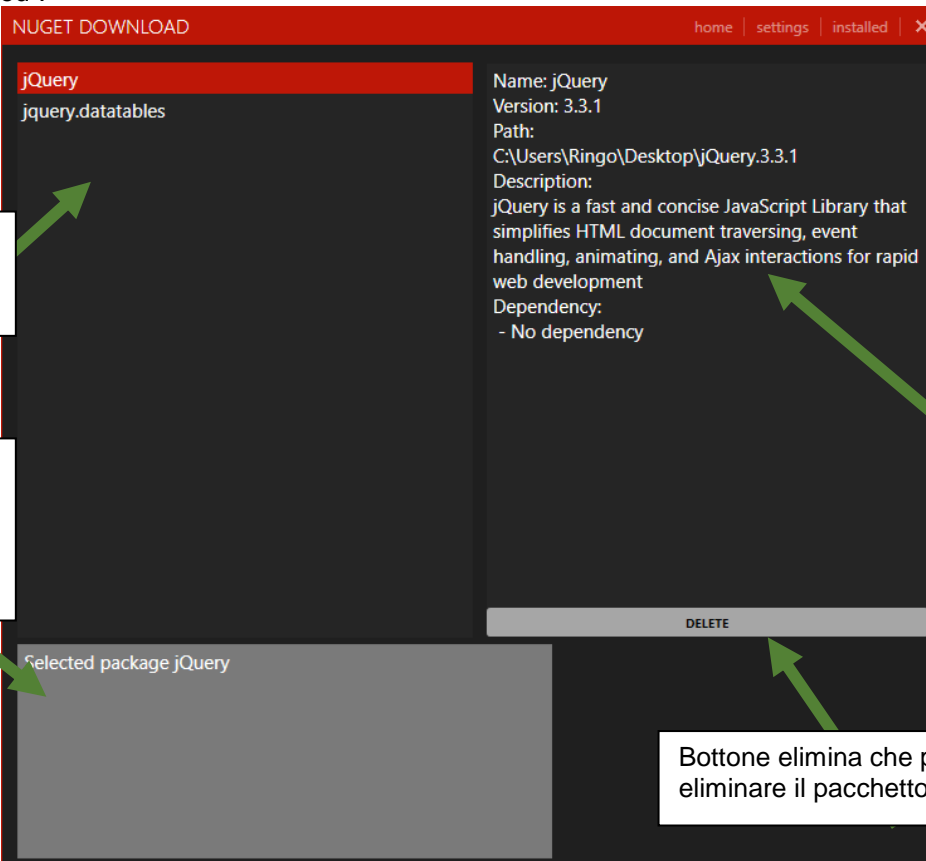 NUGET DOWNLOAD
home | settings | installed | ✕
jQuery
jquery.datatables
Name: jQuery
Version: 3.3.1
Path:
C:\Users\Ringo\Desktop\jQuery.3.3.1
Description:
jQuery is a fast and concise JavaScript Library that
simplifies HTML document traversing, event
handling, animating, and Ajax interactions for rapid
web development
Dependency:
- No dependency
DELETE
Selected package jQuery
Bottone elimina che
eliminare il pacchetto